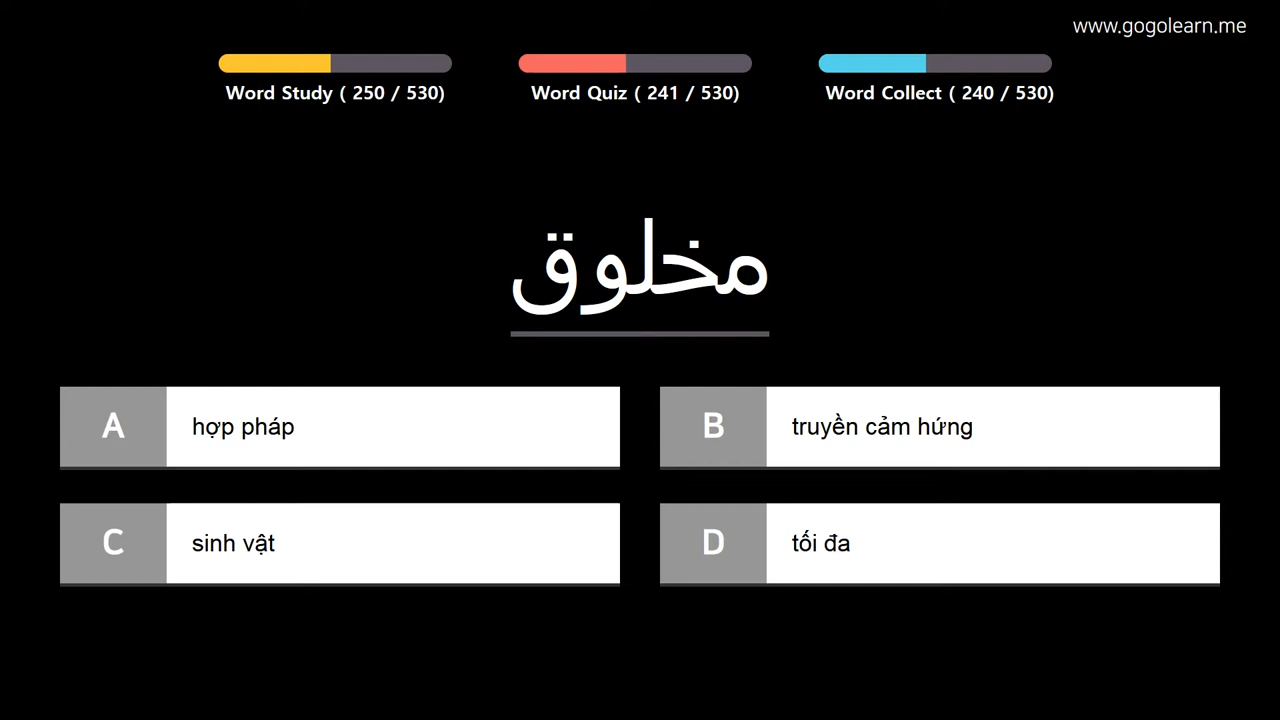 www.gogolearn.me
Word Study ( 250 / 530)
Word Quiz ( 241 / 530)
Word Collect ( 240 / 530)
مخلوق
A hợp pháp
B truyền cảm hứng
C sinh vật
D tối đa